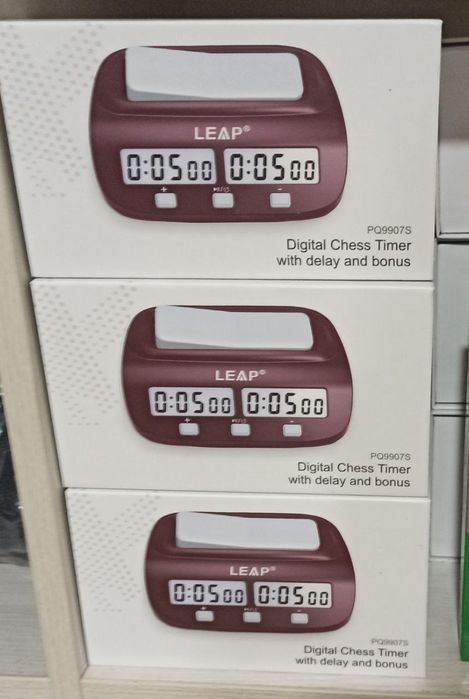 LEAP®
0:05 00 0:05 00
+ -
PQ9907S
Digital Chess Timer
with delay and bonus
LEAP®
0:05 00 0:05 00
+ -
PQ9907S
Digital Chess Timer
with delay and bonus
LEAP®
0:05 00 0:05 00
+ -
PQ9907S
Digital Chess Timer
with delay and bonus